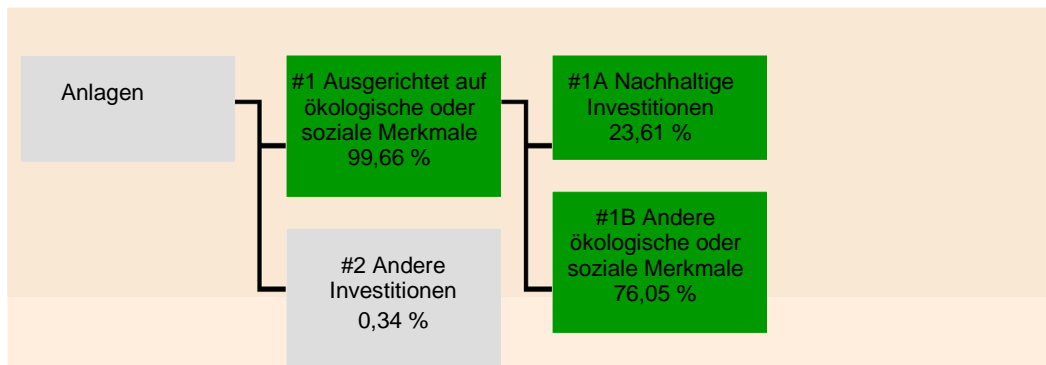 Anlagen
#1 Ausgerichtet auf
ökologische oder
soziale Merkmale
99,66 %
#2 Andere
Investitionen
0,34 %
#1A Nachhaltige
Investitionen
23,61 %
#1B Andere
ökologische oder
soziale Merkmale
76,05 %